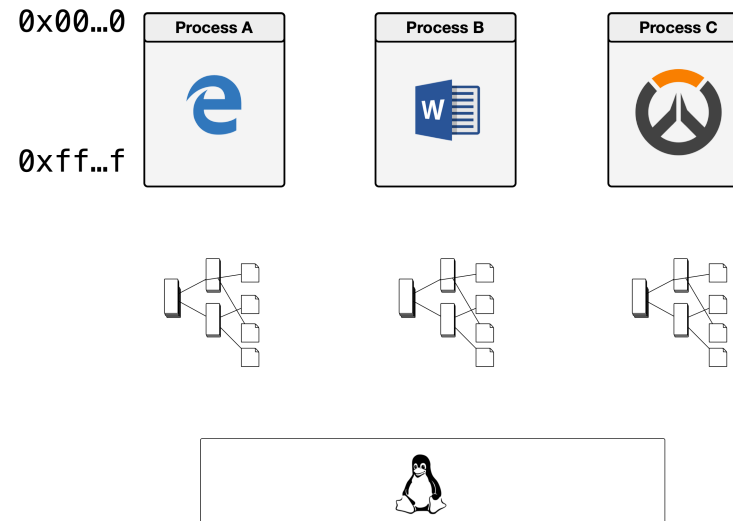 0x00…0
Process A
Process B
Process C
W
0xff…f